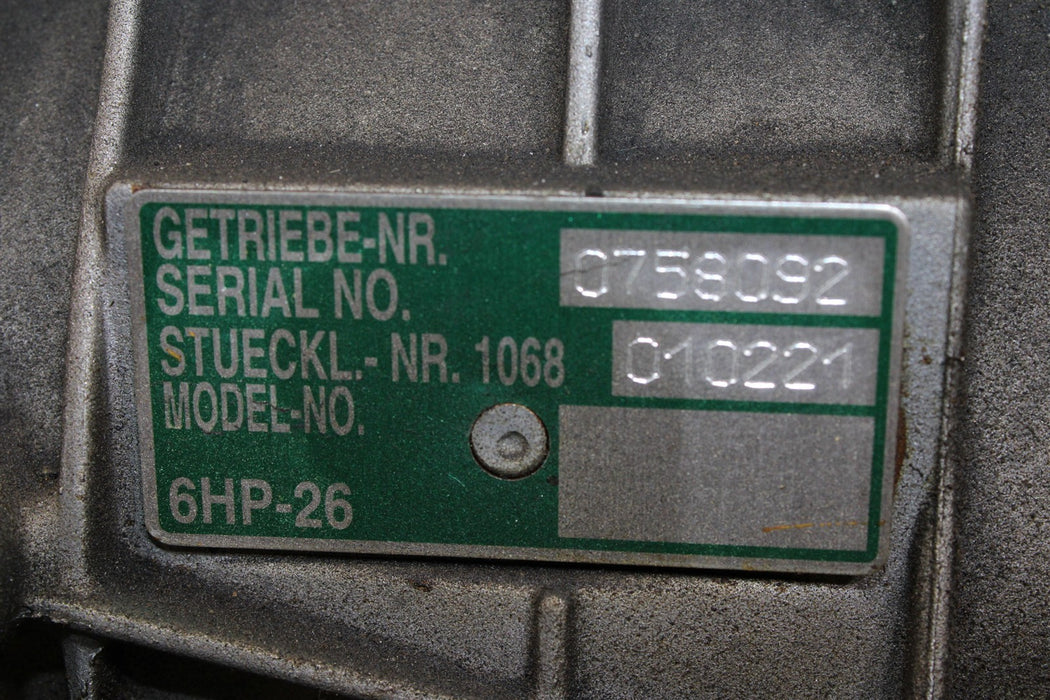 GETRIEBE-NR.
SERIAL NO. 0758092
STUECKL.- NR. 1068 010221
MODEL-NO.
6HP-26